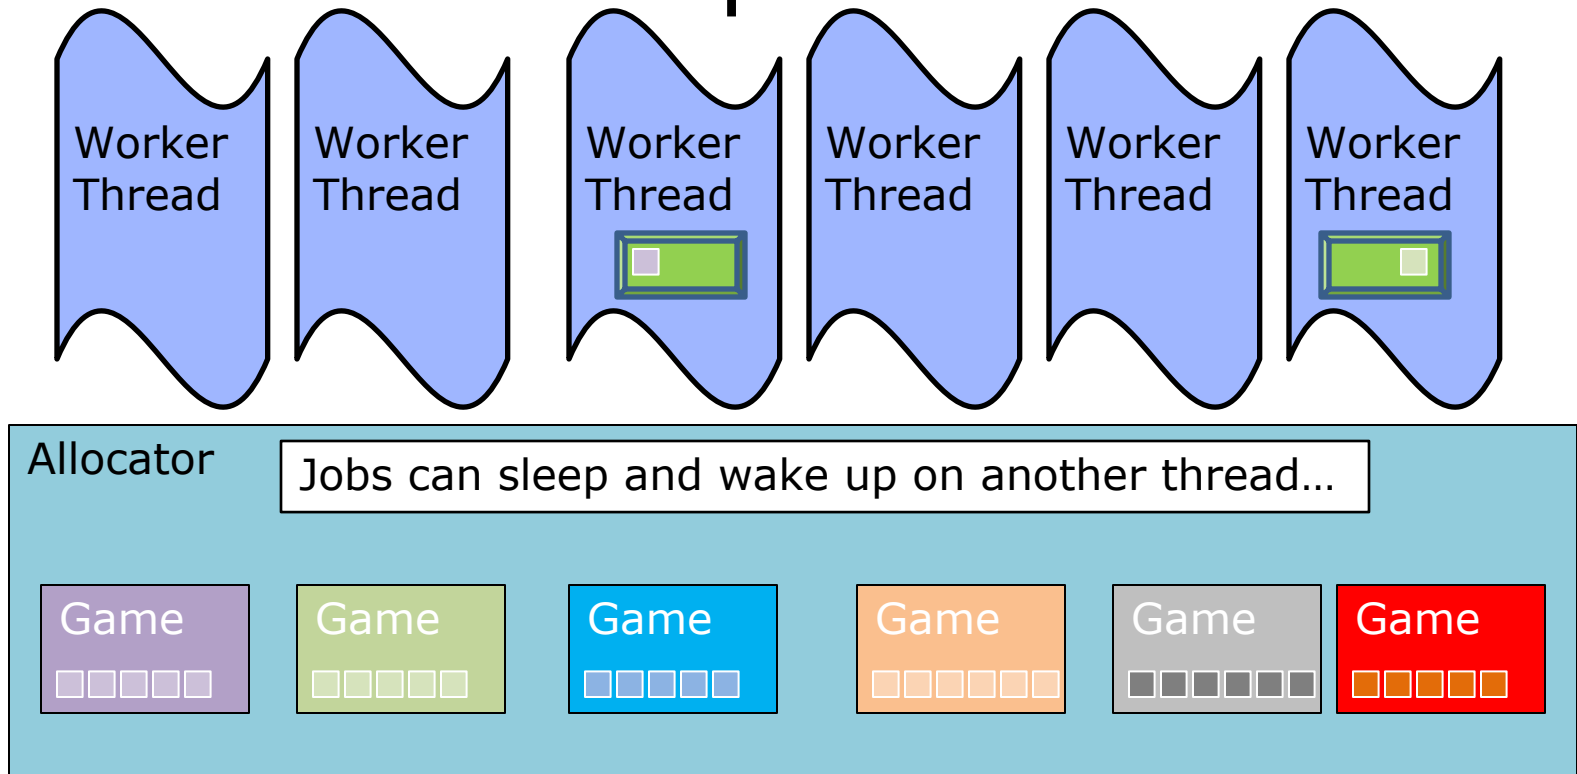 Worker
Thread
Worker
Thread
Worker
Thread
Worker
Thread
Worker
Thread
Worker
Thread
Allocator
Jobs can sleep and wake up on another thread…
Game
Game
Game
Game
Game
Game